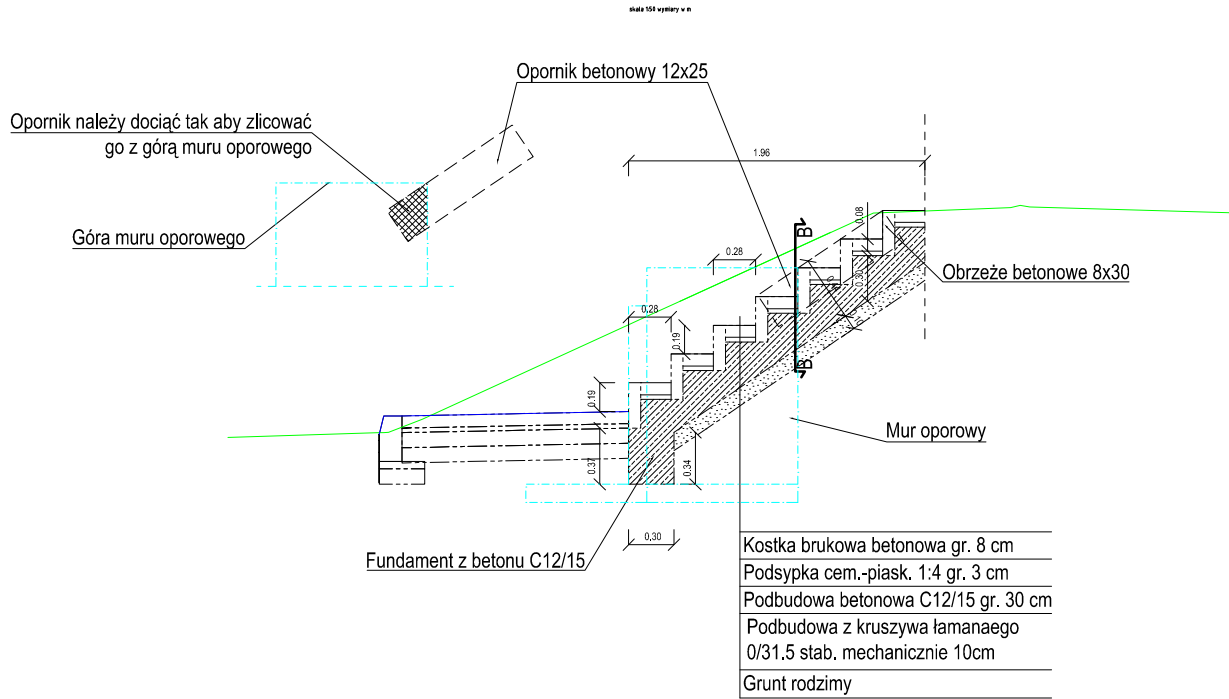 skala 1:50 wymiary w m
Opornik betonowy 12x25
Opornik należy dociąć tak aby zlicować
go z górą muru oporowego
1.96
Góra muru oporowego
0.08
B
0.28
0.30
Obrzeże betonowe 8x30
0.28
0.19
0.19
B
Mur oporowy
0.37
0.34
0,30
Fundament z betonu C12/15
Kostka brukowa betonowa gr. 8 cm
Podsypka cem.-piask. 1:4 gr. 3 cm
Podbudowa betonowa C12/15 gr. 30 cm
Podbudowa z kruszywa łamanaego
0/31.5 stab. mechanicznie 10cm
Grunt rodzimy